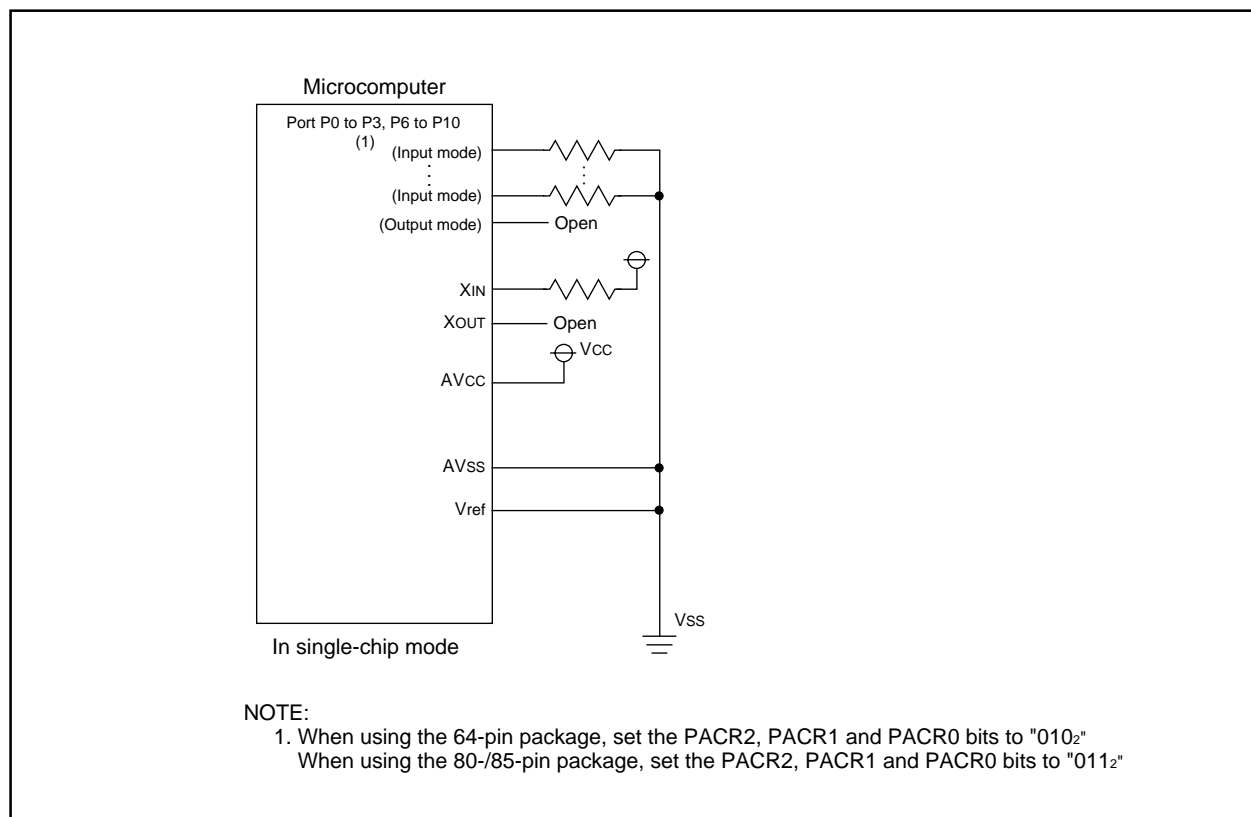 Microcomputer
Port P0 to P3, P6 to P10
(1)
(Input mode)
(Input mode)
(Output mode)
Open
XIN
XOUT
Open
VCC
AVCC
AVSS
Vref
VSS
In single-chip mode
NOTE:
1. When using the 64-pin package, set the PACR2, PACR1 and PACR0 bits to "010₂"
When using the 80-/85-pin package, set the PACR2, PACR1 and PACR0 bits to "011₂"